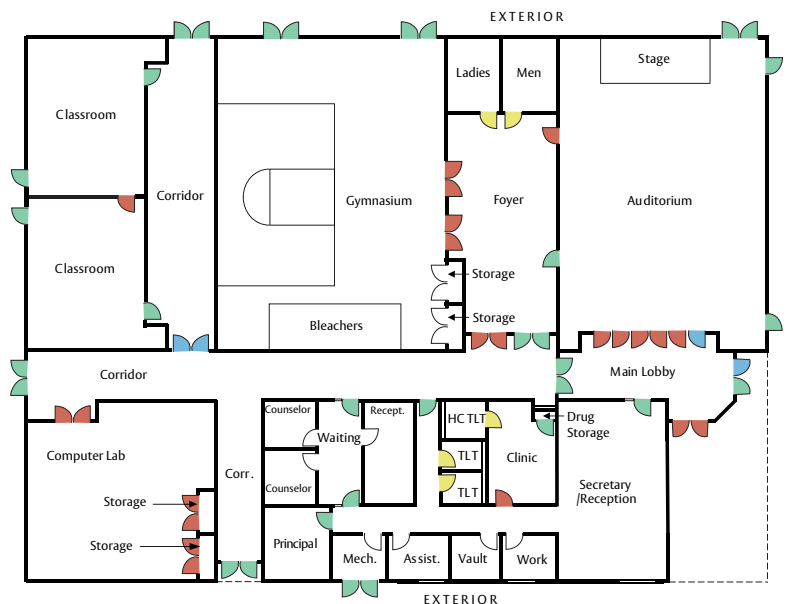 EXTERIOR
Ladies
Men
Stage
Classroom
Corridor
Gymnasium
Foyer
Auditorium
Classroom
Storage
Storage
Bleachers
Corridor
Main Lobby
Counselor
Recept.
HC TLT
Drug
Storage
Waiting
Computer Lab
TLT
Clinic
Corr.
Counselor
TLT
Secretary
/Reception
Storage
Storage
Principal
Mech.
Assist.
Vault
Work
EXTERIOR